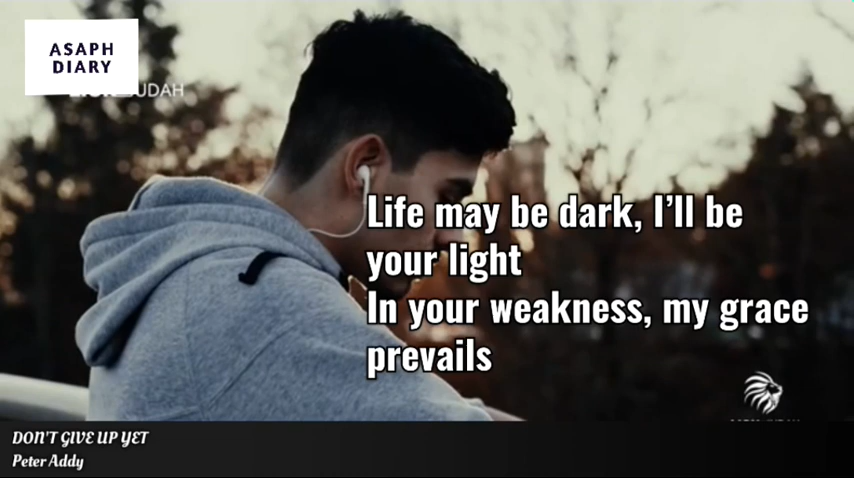 ASAPH
DIARY
UDAH
Life may be dark, I'll be
your light
In your weakness, my grace
prevails
DON'T GIVE UP YET
Peter Addy